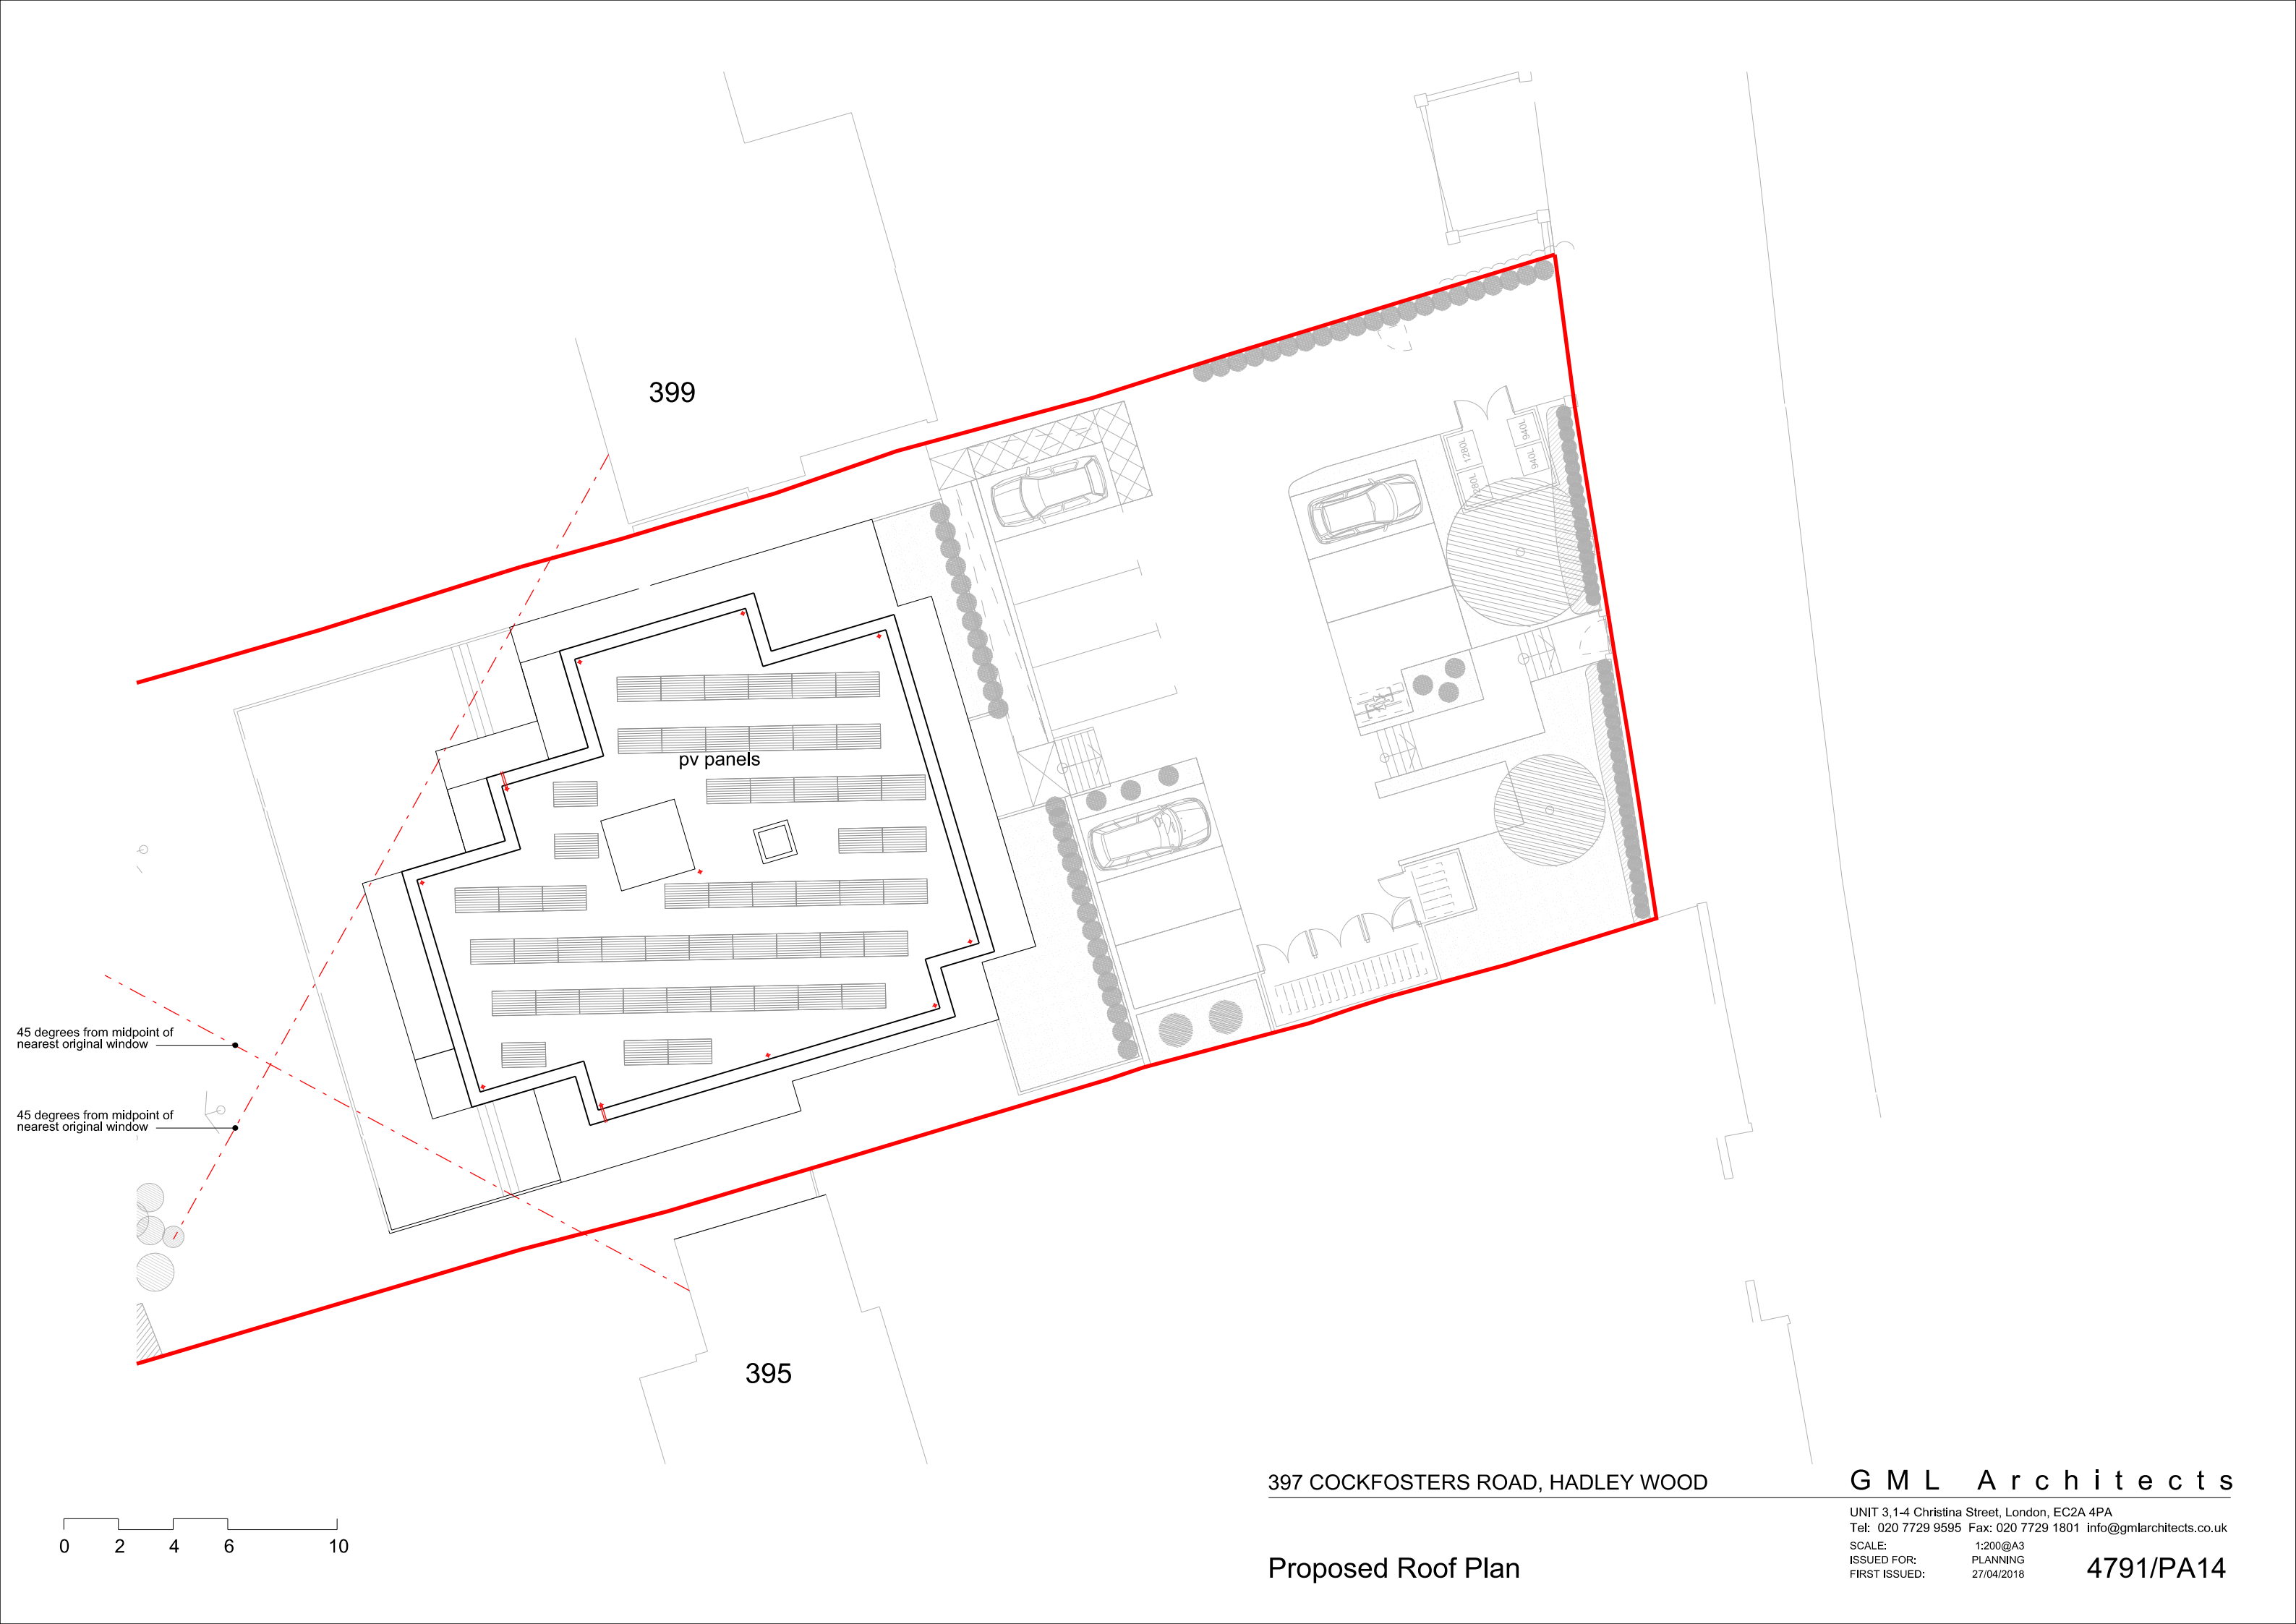 399
1280L
940L
940L
pv panels
45 degrees from midpoint of
nearest original window
45 degrees from midpoint of
nearest original window
395
397 COCKFOSTERS ROAD, HADLEY WOOD
G M L  A r c h i t e c t s
UNIT 3,1-4 Christina Street, London, EC2A 4PA
Tel: 020 7729 9595 Fax: 020 7729 1801 info@gmlarchitects.co.uk
SCALE: 1:200@A3
ISSUED FOR: PLANNING
FIRST ISSUED: 27/04/2018
4791/PA14
Proposed Roof Plan
0 2 4 6 10